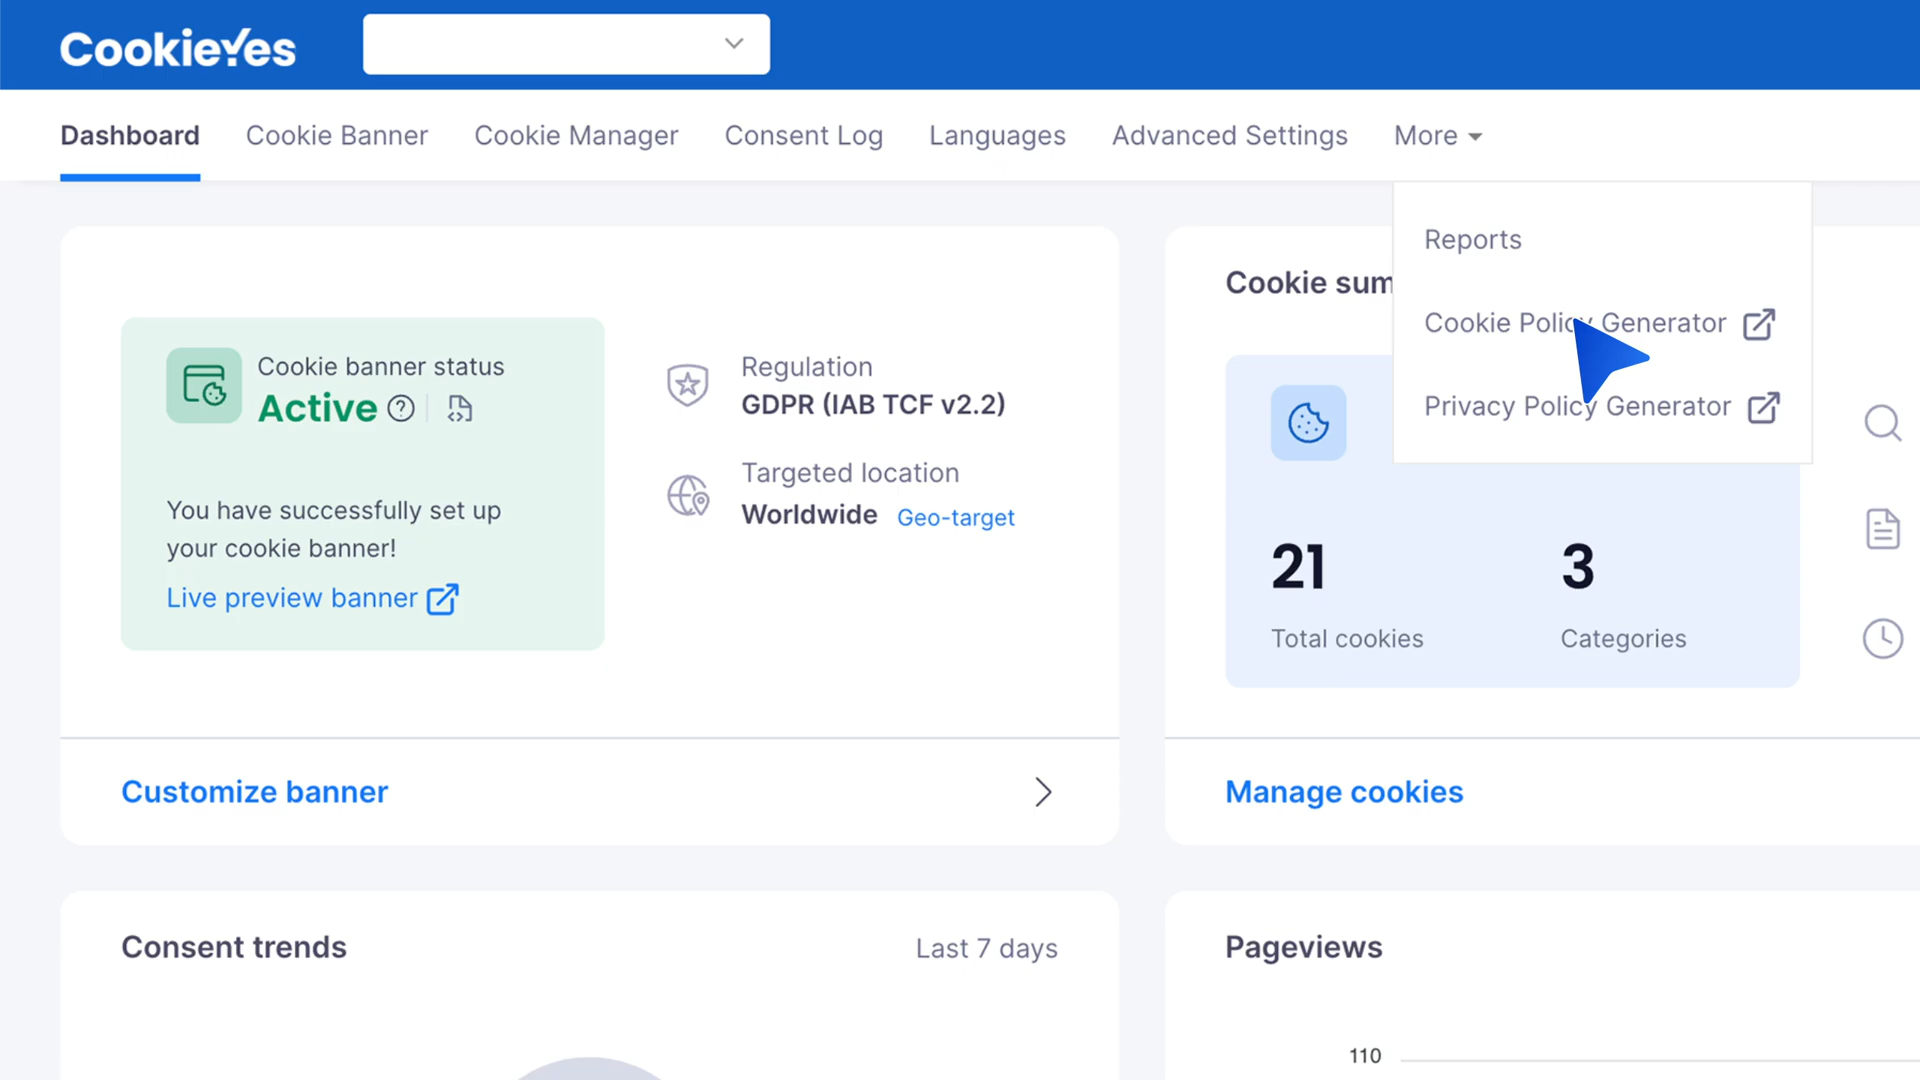 CookieYes
Dashboard
Cookie Banner
Cookie Manager
Consent Log
Languages
Advanced Settings
More
Reports
Cookie Policy Generator
Privacy Policy Generator
Cookie banner status
Active
You have successfully set up
your cookie banner!
Live preview banner
Regulation
GDPR (IAB TCF v2.2)
Targeted location
Worldwide Geo-target
Customize banner
Cookie sum
21
Total cookies
3
Categories
Manage cookies
Consent trends
Last 7 days
Pageviews
110